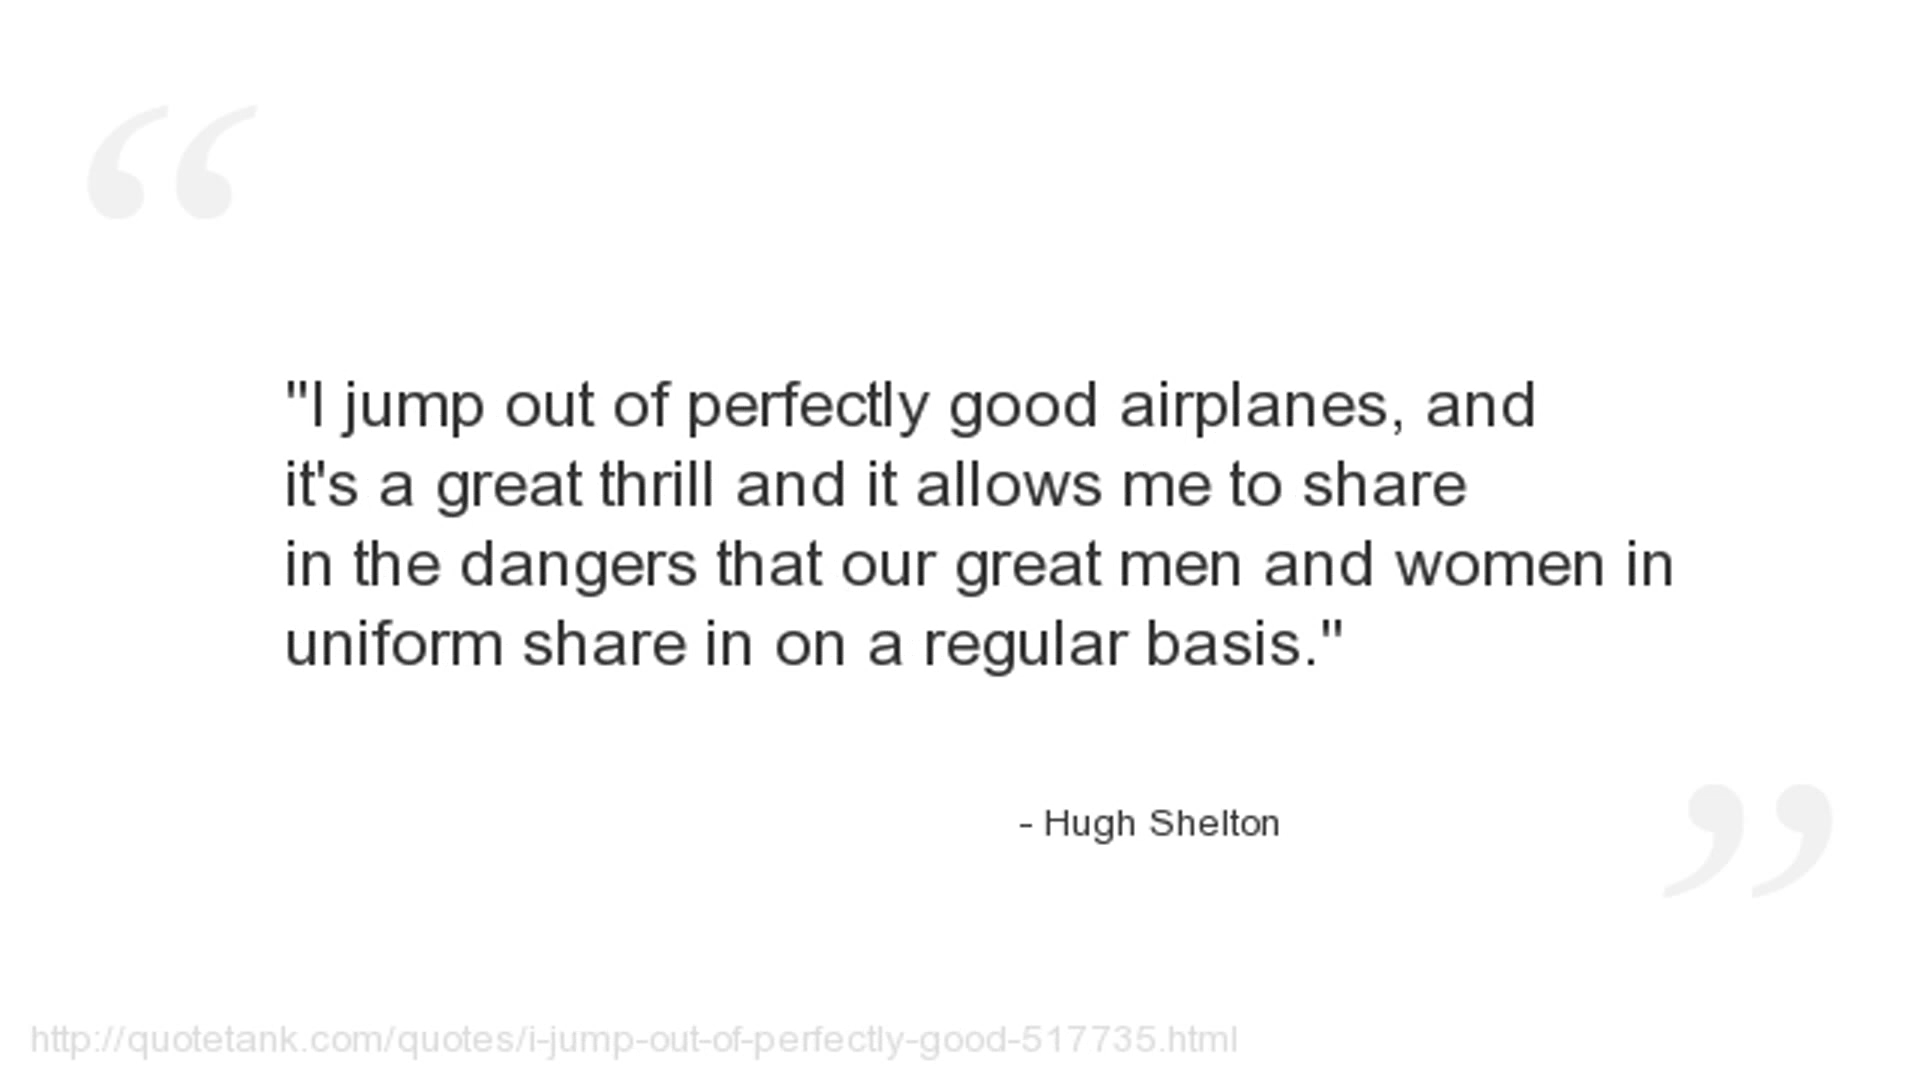 "I jump out of perfectly good airplanes, and
it's a great thrill and it allows me to share
in the dangers that our great men and women in
uniform share in on a regular basis."
- Hugh Shelton
http://quotetank.com/quotes/i-jump-out-of-perfectly-good-517735.html